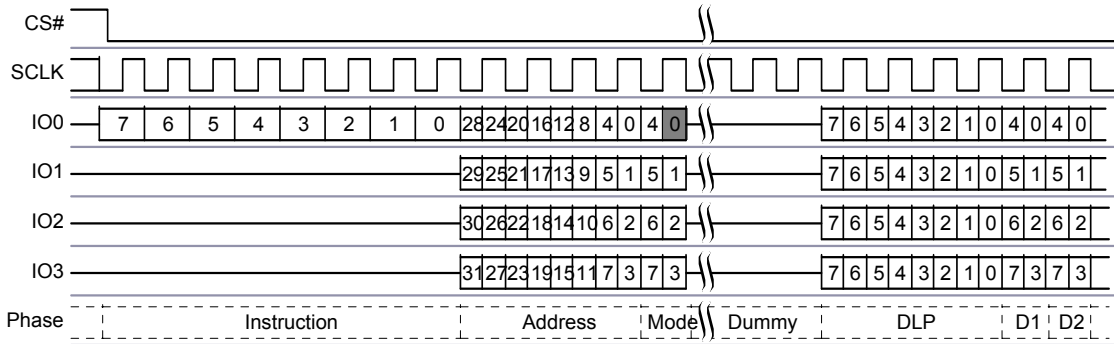 CS#
SCLK
IO0 7 6 5 4 3 2 1 0 28 24 20 16 12 8 4 0 4 0 7 6 5 4 3 2 1 0 4 0 4 0
IO1 29 25 21 17 13 9 5 1 5 1 7 6 5 4 3 2 1 0 5 1 5 1
IO2 30 26 22 18 14 10 6 2 6 2 7 6 5 4 3 2 1 0 6 2 6 2
IO3 31 27 23 19 15 11 7 3 7 3 7 6 5 4 3 2 1 0 7 3 7 3
Phase Instruction Address Mode Dummy DLP D1 D2